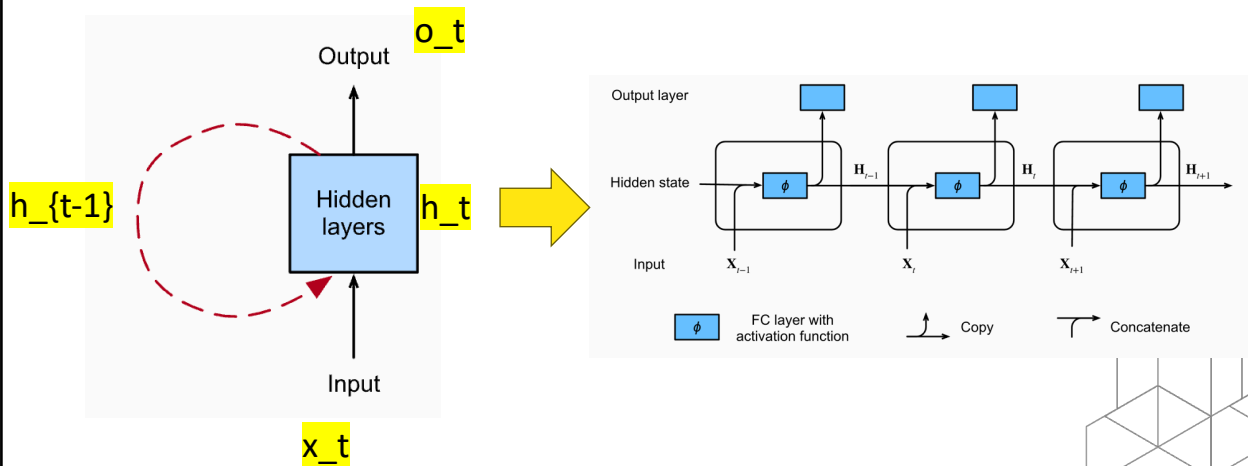 o_t
Output
h_{t-1}
Hidden
layers
h_t
Input
x_t
Output layer
Hidden state
ϕ
H_{t−1}
ϕ
H_t
ϕ
H_{t+1}
Input
X_{t−1}
X_t
X_{t+1}
ϕ
FC layer with
activation function
Copy
Concatenate